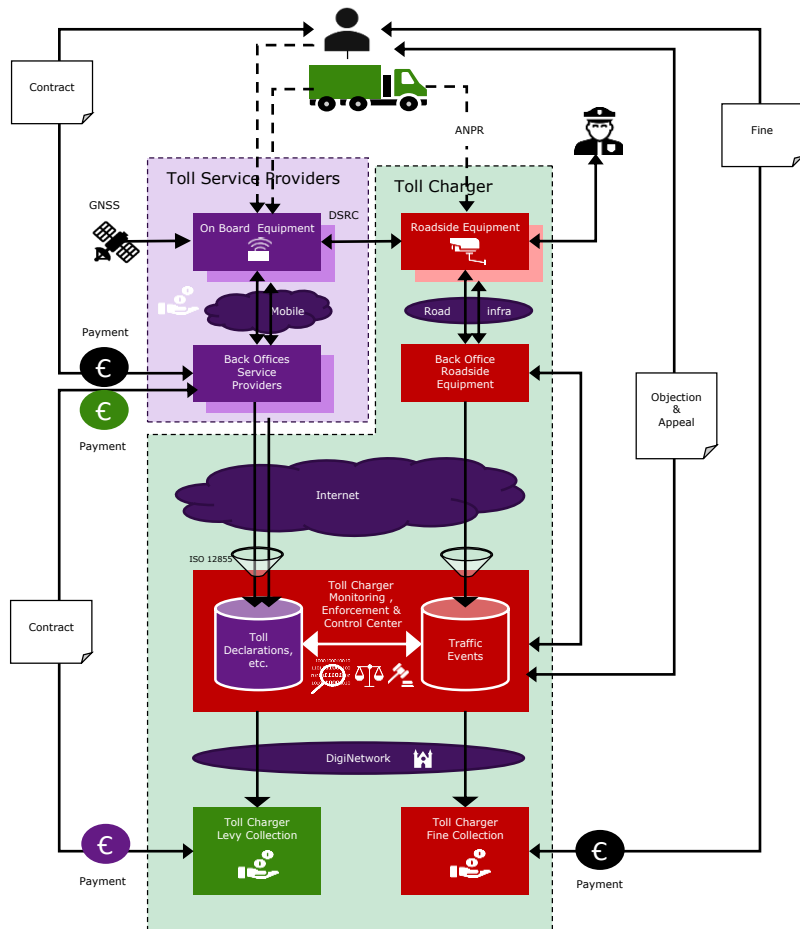 Contract
ANPR
Fine
Toll Service Providers
Toll Charger
GNSS
On Board Equipment
DSRC
Roadside Equipment
Mobile
Road infra
Payment
€
Back Offices
Service
Providers
Back Office
Roadside
Equipment
€
Payment
Objection
&
Appeal
Internet
ISO 12855
Toll Charger
Monitoring ,
Enforcement &
Control Center
Contract
Toll
Declarations,
etc.
Traffic
Events
DigiNetwork
Toll Charger
Levy Collection
Toll Charger
Fine Collection
€
Payment
€
Payment